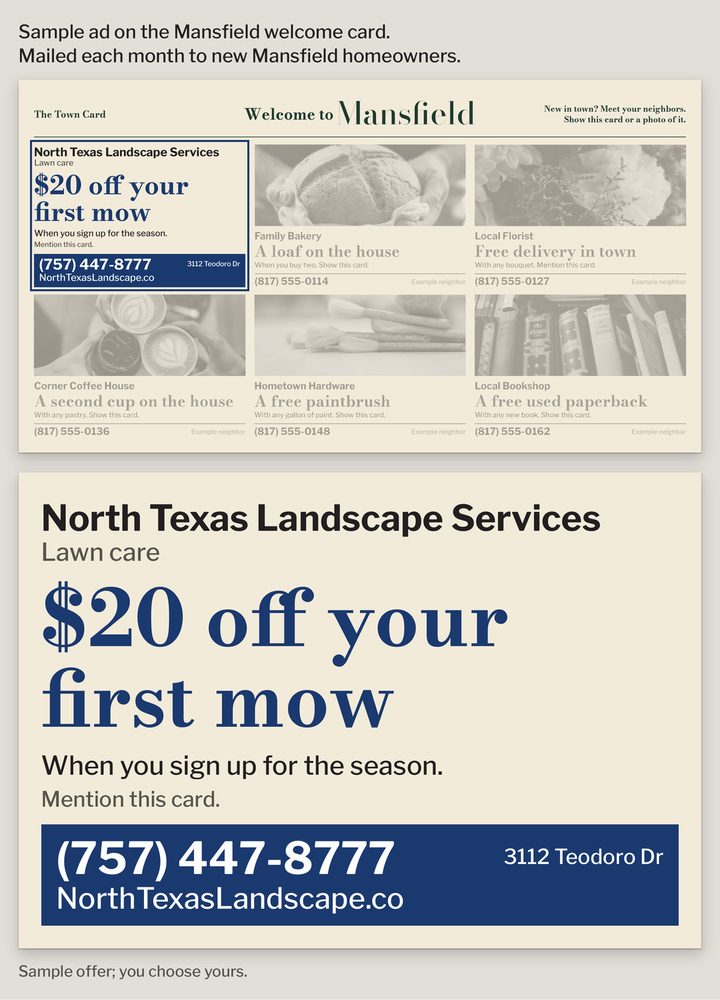 Sample ad on the Mansfield welcome card.
Mailed each month to new Mansfield homeowners.
The Town Card
Welcome to Mansfield
New in town? Meet your neighbors.
Show this card or a photo of it.
North Texas Landscape Services
Lawn care
$20 off your
first mow
When you sign up for the season.
Mention this card.
(757) 447-8777
3112 Teodoro Dr
NorthTexasLandscape.co
Family Bakery
A loaf on the house
When you buy two. Show this card.
(817) 555-0114
Example neighbor
Local Florist
Free delivery in town
With any bouquet. Mention this card.
(817) 555-0127
Example neighbor
Corner Coffee House
A second cup on the house
With any pastry. Show this card.
(817) 555-0136
Example neighbor
Hometown Hardware
A free paintbrush
With any gallon of paint. Show this card.
(817) 555-0148
Example neighbor
Local Bookshop
A free used paperback
With any new book. Show this card.
(817) 555-0162
Example neighbor
North Texas Landscape Services
Lawn care
$20 off your
first mow
When you sign up for the season.
Mention this card.
(757) 447-8777
3112 Teodoro Dr
NorthTexasLandscape.co
Sample offer; you choose yours.